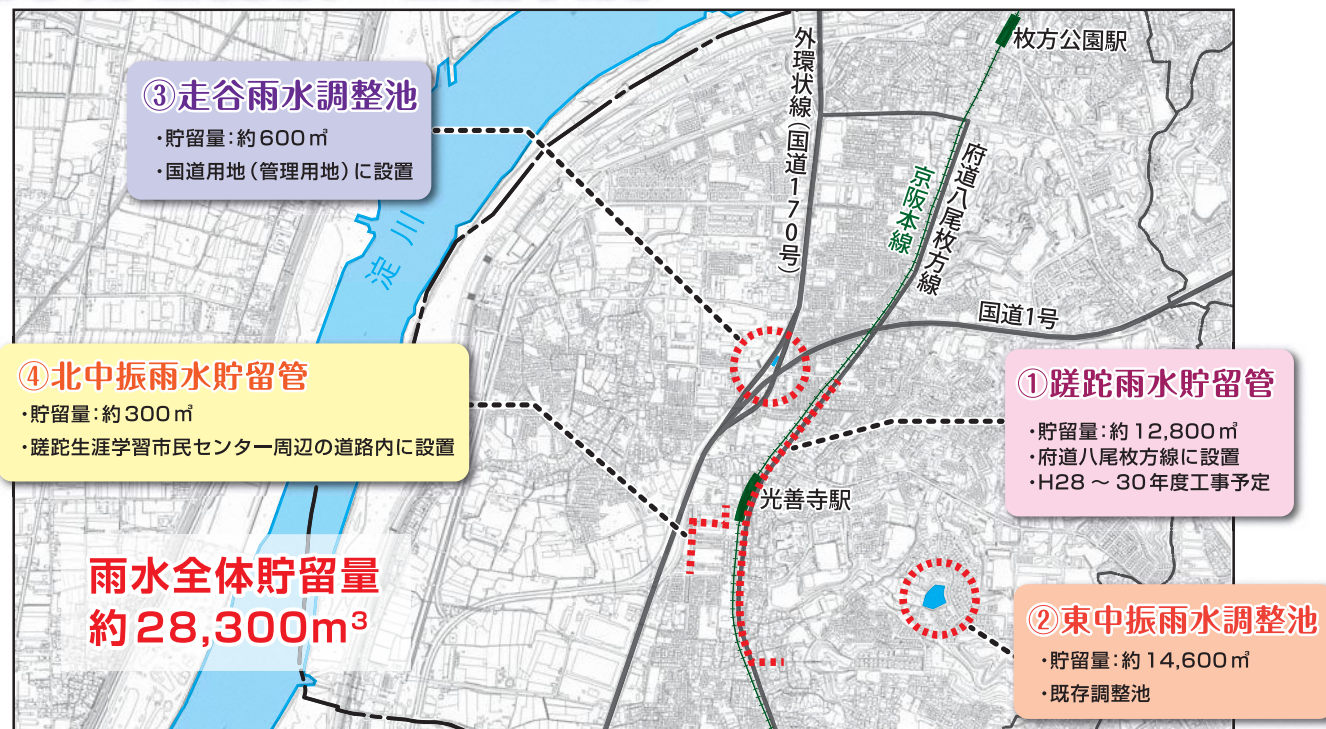 ③走谷雨水調整池
・貯留量：約600㎥
・国道用地（管理用地）に設置
淀川
外環状線（国道170号）
枚方公園駅
京阪本線
府道八尾枚方線
国道1号
④北中振雨水貯留管
・貯留量：約300㎥
・蹉跎生涯学習市民センター周辺の道路内に設置
①蹉跎雨水貯留管
・貯留量：約12,800㎥
・府道八尾枚方線に設置
・H28～30年度工事予定
光善寺駅
雨水全体貯留量
約28,300m³
②東中振雨水調整池
・貯留量：約14,600㎥
・既存調整池